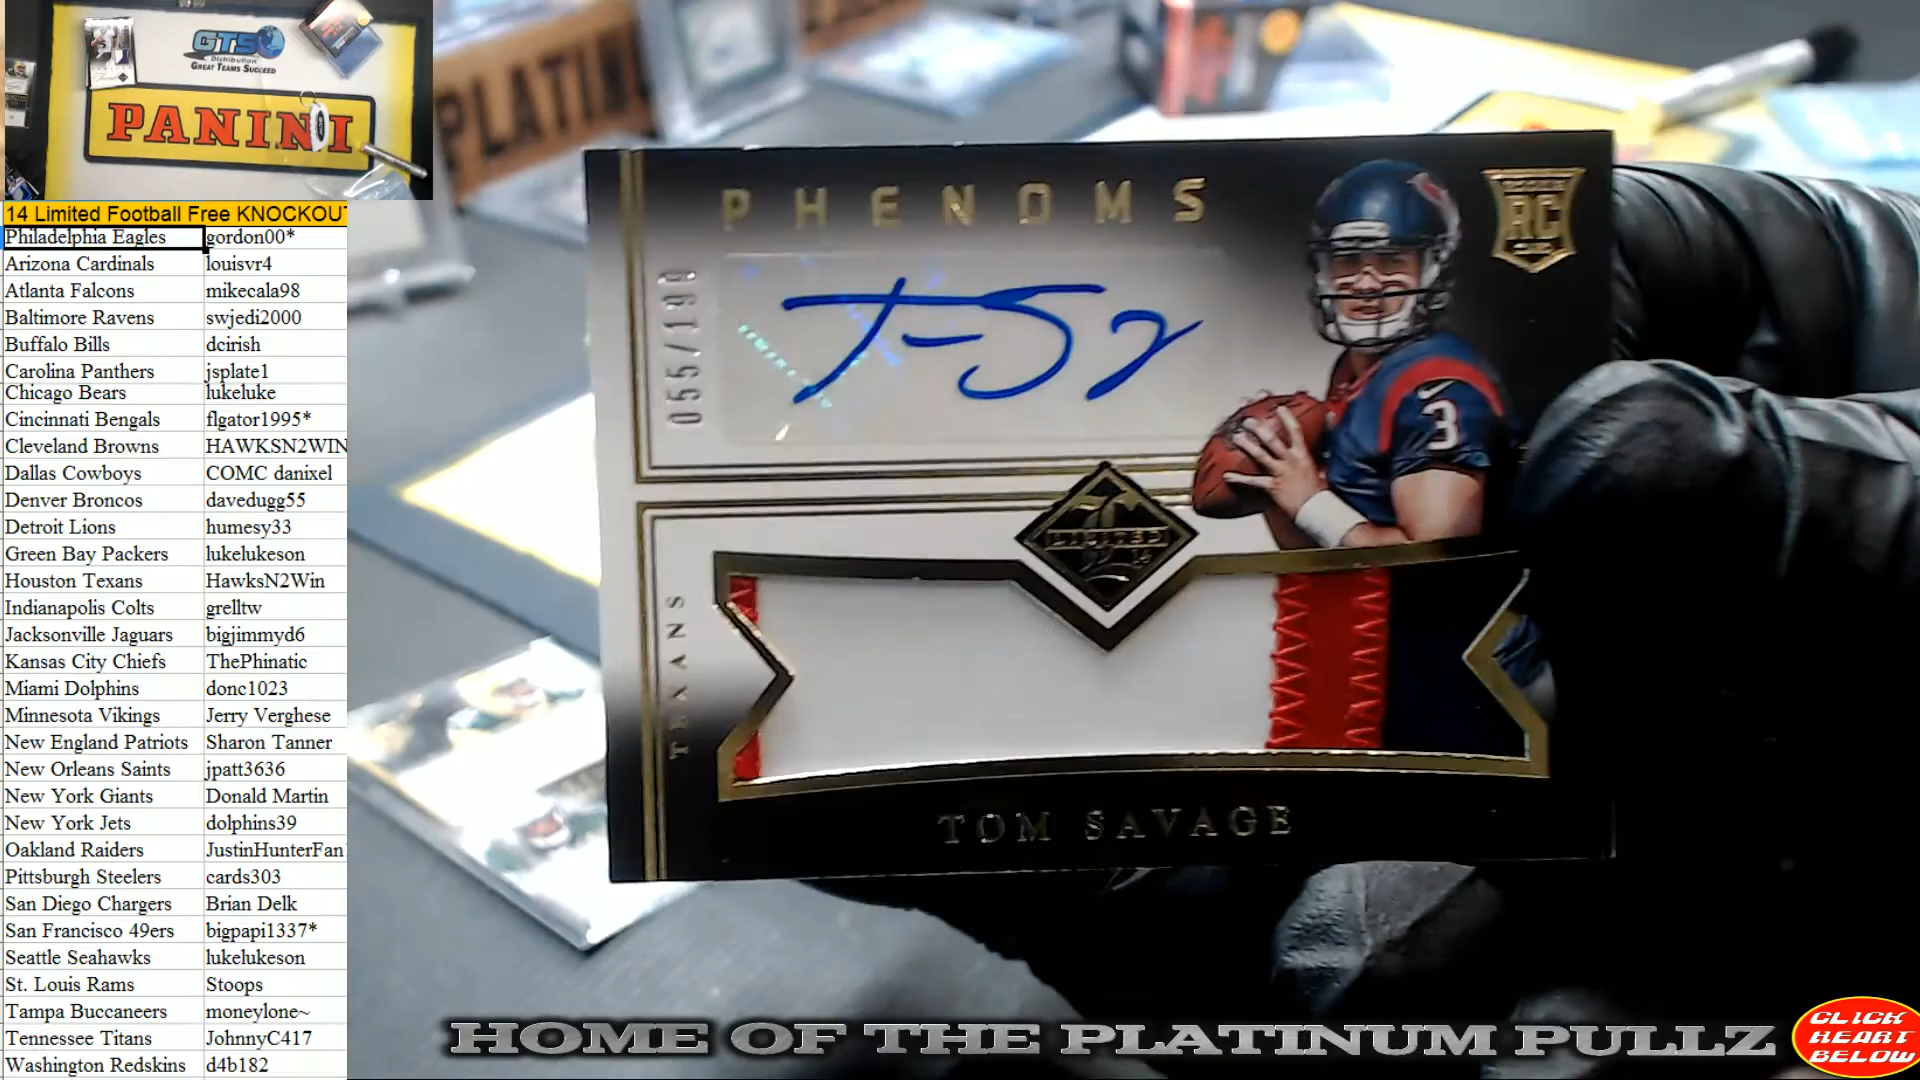 GTS
Distribution
GREAT TEAMS SUCCEED
PANINI
14 Limited Football Free KNOCKOUT
Philadelphia Eagles gordon00*
Arizona Cardinals louisvr4
Atlanta Falcons mikecala98
Baltimore Ravens swjedi2000
Buffalo Bills dcirish
Carolina Panthers jsplate1
Chicago Bears lukeluke
Cincinnati Bengals flgator1995*
Cleveland Browns HAWKSN2WIN
Dallas Cowboys COMC danixel
Denver Broncos davedugg55
Detroit Lions humesy33
Green Bay Packers lukelukeson
Houston Texans HawksN2Win
Indianapolis Colts grelltw
Jacksonville Jaguars bigjimmyd6
Kansas City Chiefs ThePhinatic
Miami Dolphins donc1023
Minnesota Vikings Jerry Verghese
New England Patriots Sharon Tanner
New Orleans Saints jpatt3636
New York Giants Donald Martin
New York Jets dolphins39
Oakland Raiders JustinHunterFan
Pittsburgh Steelers cards303
San Diego Chargers Brian Delk
San Francisco 49ers bigpapi1337*
Seattle Seahawks lukelukeson
St. Louis Rams Stoops
Tampa Buccaneers moneylone~
Tennessee Titans JohnnyC417
Washington Redskins d4b182
PLATINU
PHENOMS
RC
055/199
3
LIMITED
TEXANS
TOM SAVAGE
HOME OF THE PLATINUM PULLZ
CLICK
HEART
BELOW